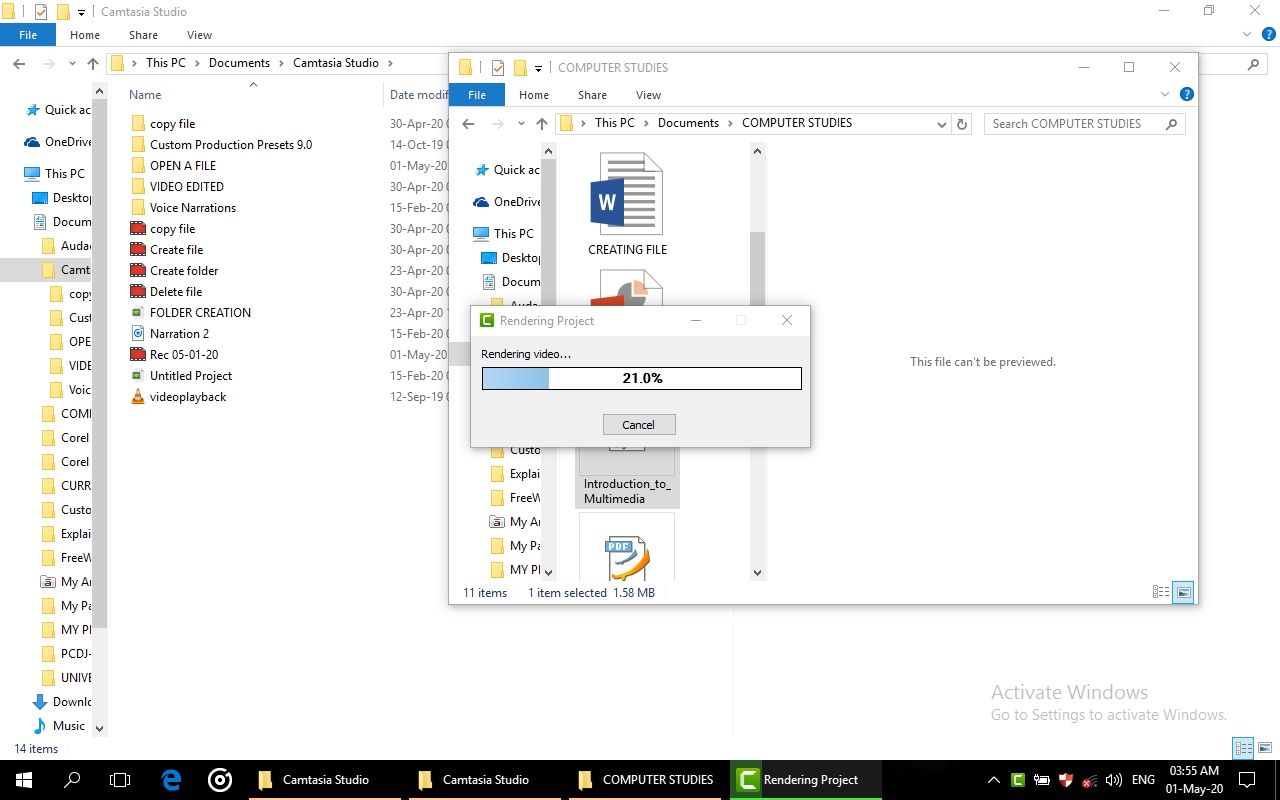 Camtasia Studio
File Home Share View
This PC Documents Camtasia Studio
Name
Date modif
Quick ac
OneDrive
This PC
Desktop
Docum
Auda
Camt
copy
Cust
OPE
VIDE
Voic
COMI
Corel
Corel
CURR
Custo
Explai
FreeW
My Ar
My Pa
MY PI
PCDJ-
UNIVE
Downlo
Music
copy file 30-Apr-20
Custom Production Presets 9.0 14-Oct-19
OPEN A FILE 01-May-20
VIDEO EDITED 30-Apr-20
Voice Narrations 15-Feb-20
copy file 30-Apr-20
Create file 30-Apr-20
Create folder 23-Apr-20
Delete file 30-Apr-20
FOLDER CREATION 23-Apr-20
Narration 2 15-Feb-20
Rec 05-01-20 01-May-20
Untitled Project 15-Feb-20
videoplayback 12-Sep-19
14 items
COMPUTER STUDIES
File Home Share View
This PC Documents COMPUTER STUDIES
Search COMPUTER STUDIES
Quick ac
OneDrive
This PC
Desktop
Docum
Custo
Explai
FreeW
My Ar
My Pa
MY PI
W
CREATING FILE
Introduction_to_
Multimedia
PDF
This file can't be previewed.
11 items 1 item selected 1.58 MB
Rendering Project
Rendering video...
21.0%
Cancel
Activate Windows
Go to Settings to activate Windows.
Camtasia Studio
Camtasia Studio
COMPUTER STUDIES
Rendering Project
ENG
03:55 AM
01-May-20